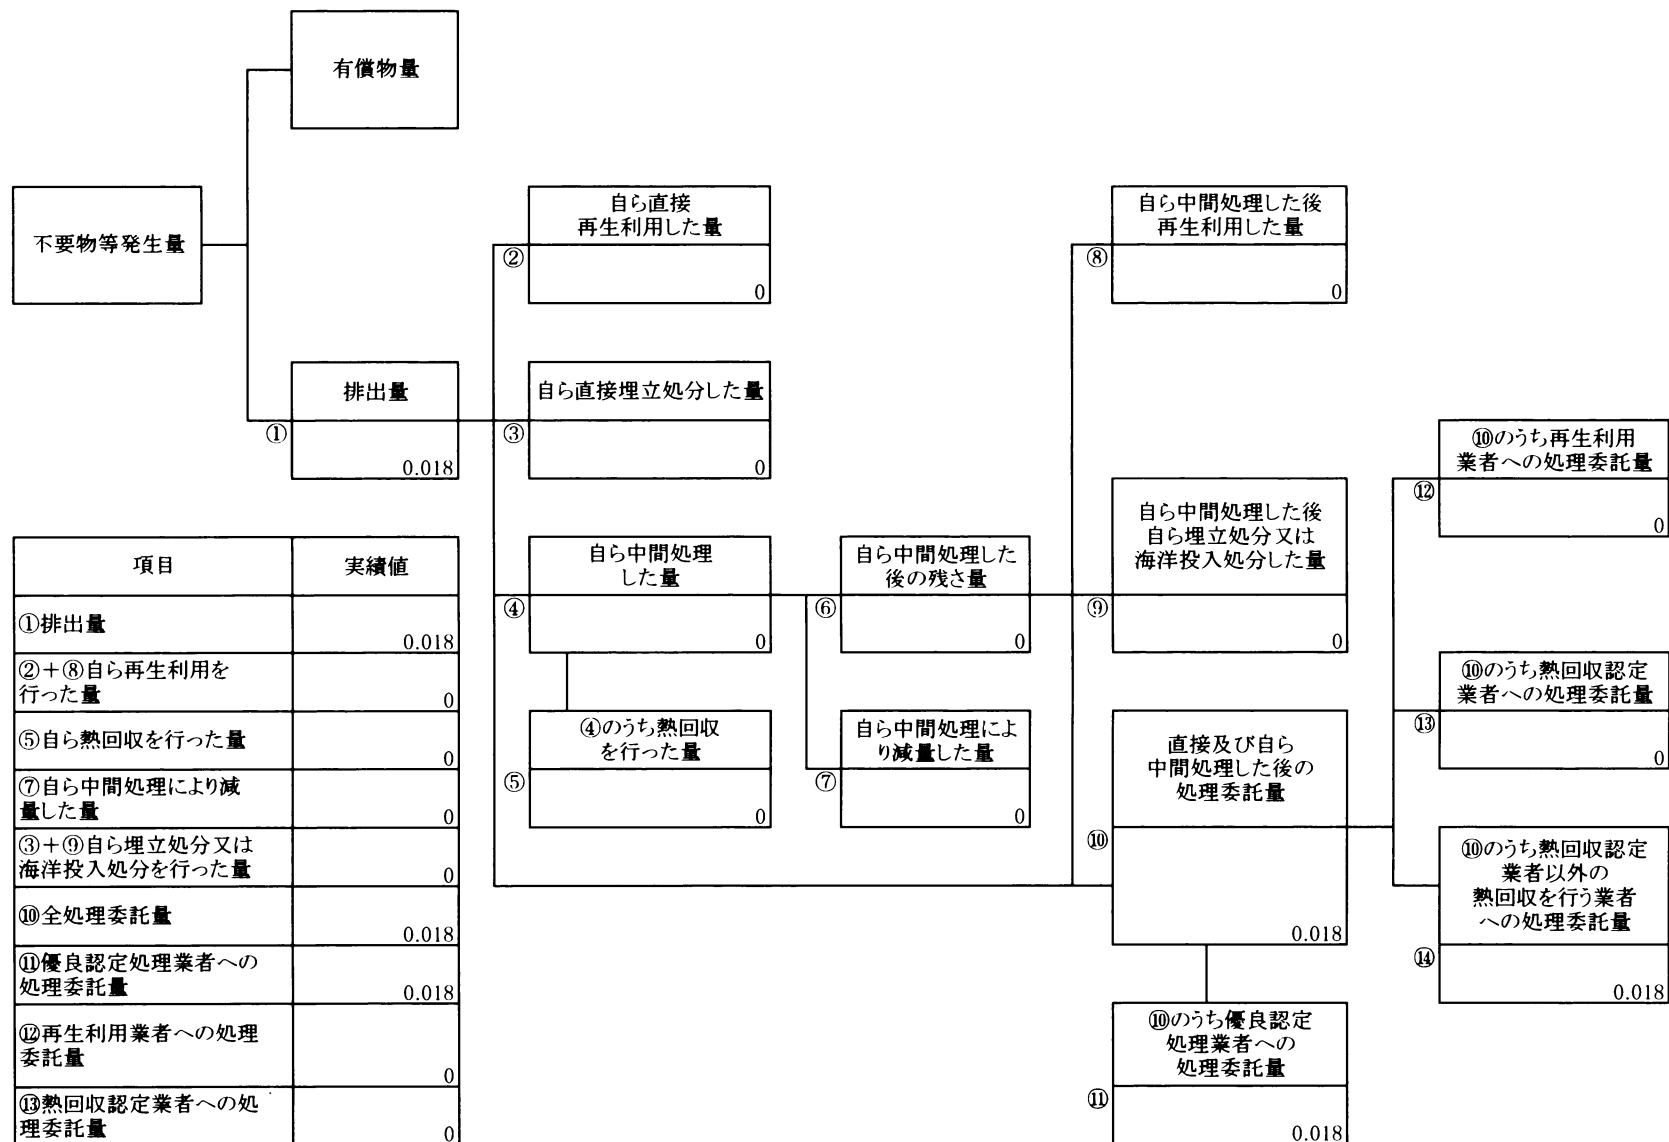 有償物量
不要物等発生量
自ら直接
再生利用した量
②
0
自ら中間処理した後
再生利用した量
⑧
0
排出量
①
0.018
自ら直接埋立処分した量
③
0
⑩のうち再生利用
業者への処理委託量
⑫
0
自ら中間処理
した量
④
0
自ら中間処理した
後の残さ量
⑥
0
自ら中間処理した後
自ら埋立処分又は
海洋投入処分した量
⑨
0
⑩のうち熱回収認定
業者への処理委託量
⑬
0
④のうち熱回収
を行った量
⑤
0
自ら中間処理によ
り減量した量
⑦
0
直接及び自ら
中間処理した後の
処理委託量
⑩
0.018
⑩のうち熱回収認定
業者以外の
熱回収を行う業者
への処理委託量
⑭
0.018
⑩のうち優良認定
処理業者への
処理委託量
⑪
0.018
項目 実績値
①排出量
0.018
②+⑧自ら再生利用を
行った量
0
⑤自ら熱回収を行った量
0
⑦自ら中間処理により減
量した量
0
③+⑨自ら埋立処分又は
海洋投入処分を行った量
0
⑩全処理委託量
0.018
⑪優良認定処理業者への
処理委託量
0.018
⑫再生利用業者への処理
委託量
0
⑬熱回収認定業者への処
理委託量
0